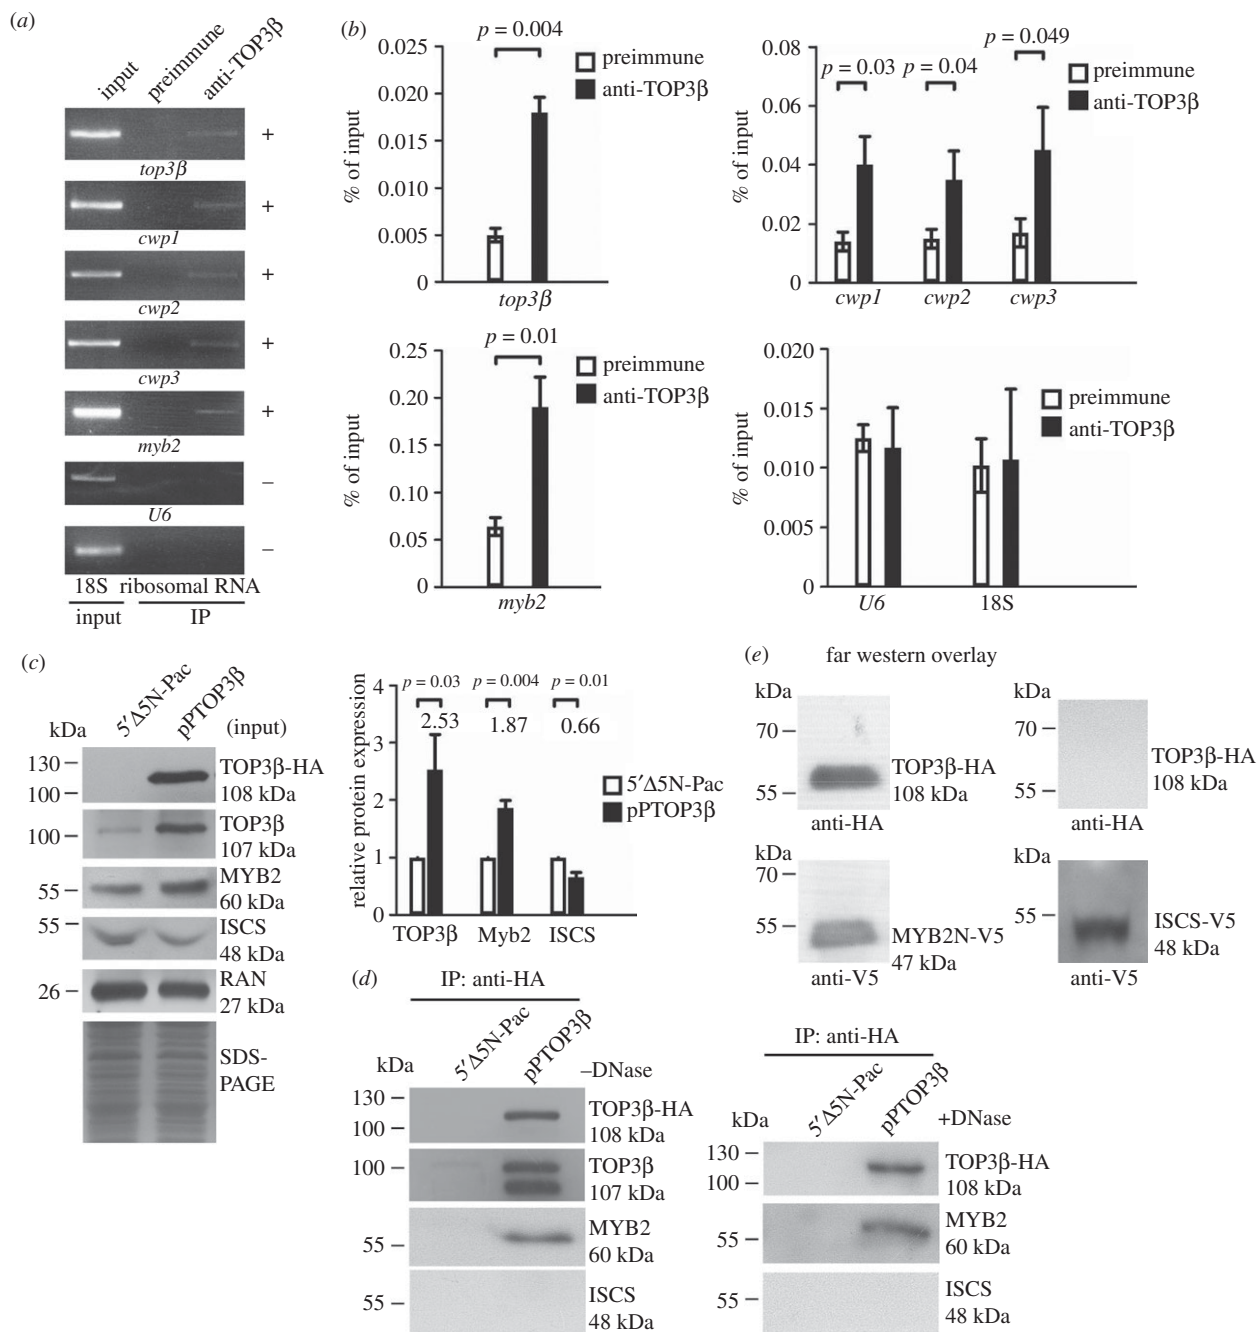 (a)
input
preimmune
anti-TOP3β
+
top3β
+
cwp1
+
cwp2
+
cwp3
+
myb2
–
U6
–
18S ribosomal RNA
input IP
(b)
p = 0.004
0.025
0.020
0.015
0.010
0.005
0
% of input
preimmune
anti-TOP3β
top3β
p = 0.03 p = 0.04 p = 0.049
0.08
0.06
0.04
0.02
0
% of input
preimmune
anti-TOP3β
cwp1 cwp2 cwp3
p = 0.01
0.25
0.20
0.15
0.10
0.05
0
% of input
preimmune
anti-TOP3β
myb2
0.020
0.015
0.010
0.005
0
% of input
preimmune
anti-TOP3β
U6 18S
(c)
5′Δ5N-Pac
pPTOP3β
kDa (input)
130
100
TOP3β-HA
108 kDa
100
TOP3β
107 kDa
55
MYB2
60 kDa
55
ISCS
48 kDa
26
RAN
27 kDa
SDS-
PAGE
p = 0.03 p = 0.004 p = 0.01
2.53 1.87 0.66
4
3
2
1
0
relative protein expression
5′Δ5N-Pac
pPTOP3β
TOP3β Myb2 ISCS
(d)
IP: anti-HA
5′Δ5N-Pac
pPTOP3β
kDa –DNase
130
100
TOP3β-HA
108 kDa
100
TOP3β
107 kDa
55
MYB2
60 kDa
55
ISCS
48 kDa
IP: anti-HA
5′Δ5N-Pac
pPTOP3β
kDa +DNase
130
100
TOP3β-HA
108 kDa
55
MYB2
60 kDa
55
ISCS
48 kDa
(e) far western overlay
kDa
70
55
TOP3β-HA
108 kDa
anti-HA
kDa
70
55
TOP3β-HA
108 kDa
anti-HA
kDa
70
55
MYB2N-V5
47 kDa
anti-V5
kDa
55
ISCS-V5
48 kDa
anti-V5